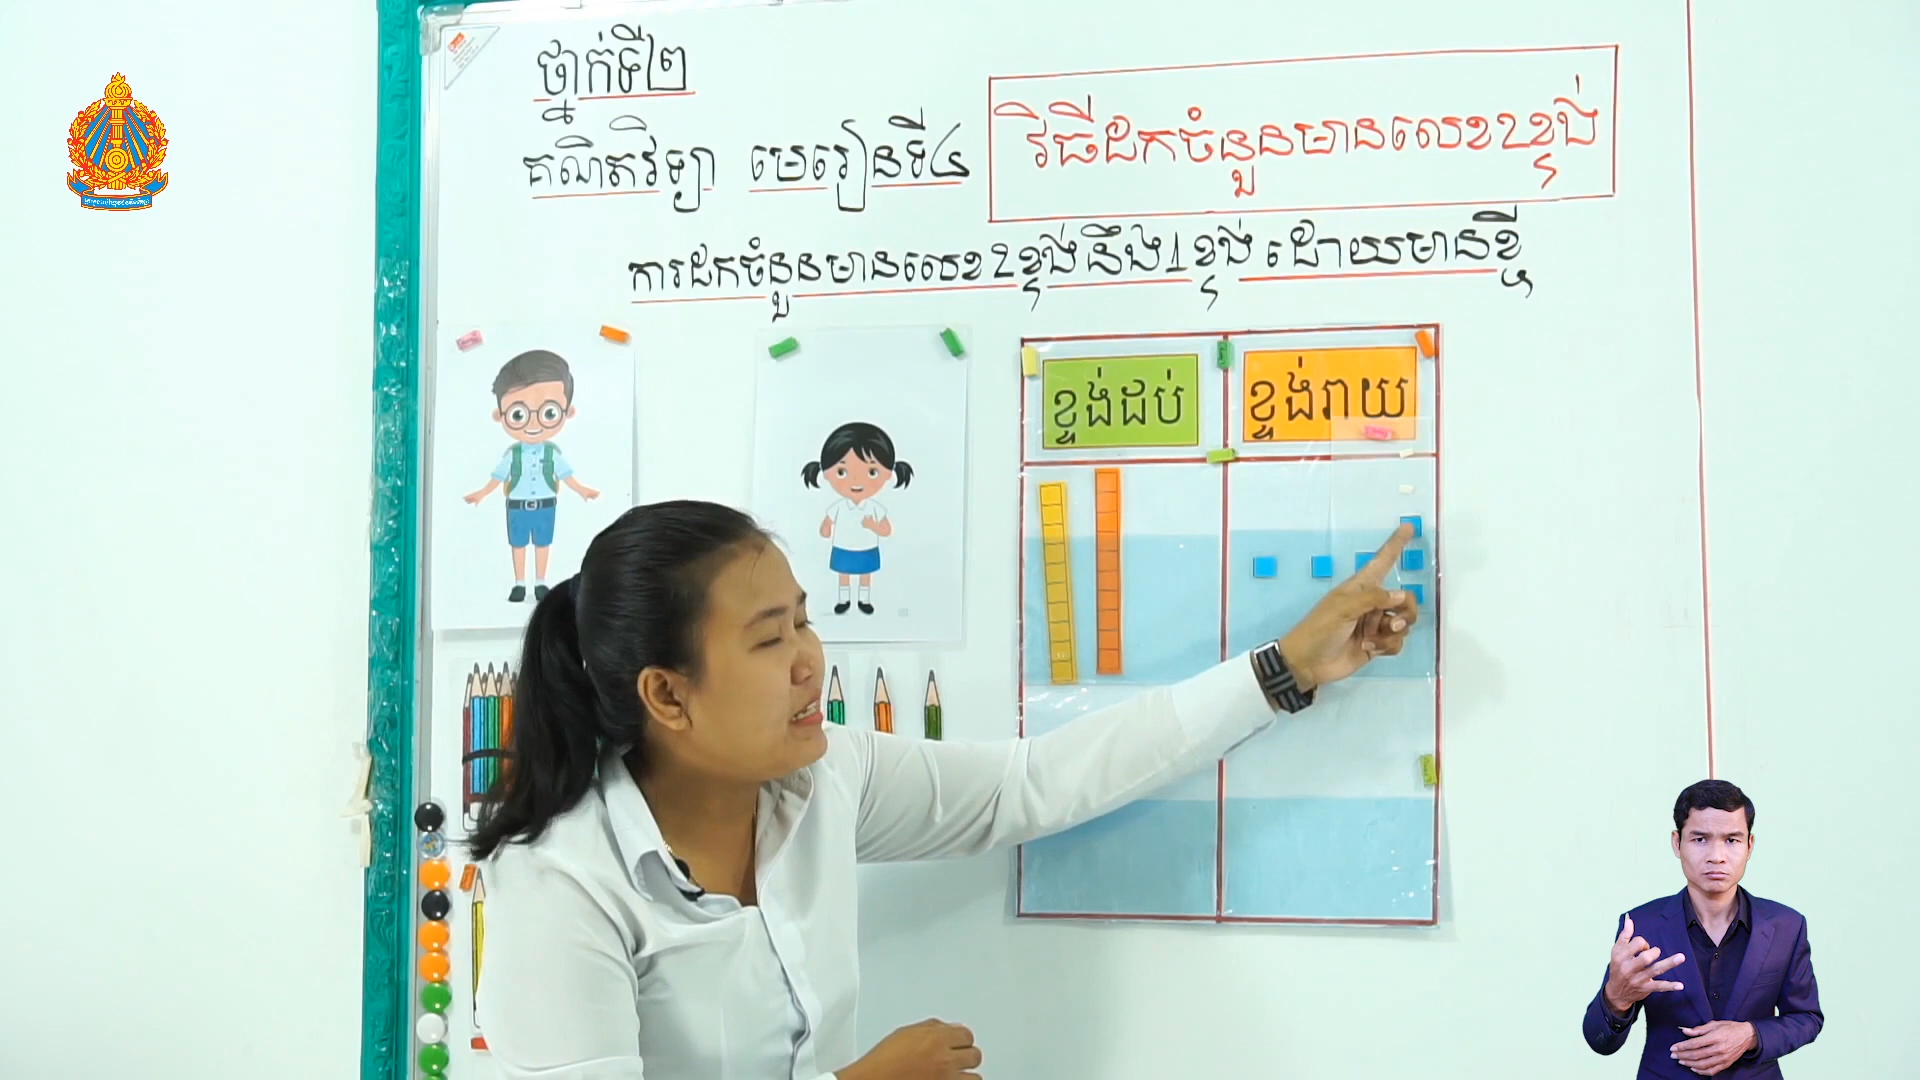 ថ្នាក់ទី២
គណិតវិទ្យា មេរៀនទី៤
វិធីដកចំនួនមានលេខ2ខ្ទង់
ការដកចំនួនមានលេខ2ខ្ទង់នឹង1ខ្ទង់ ដោយមានខ្ចី
ខ្ទង់ដប់
ខ្ទង់រាយ